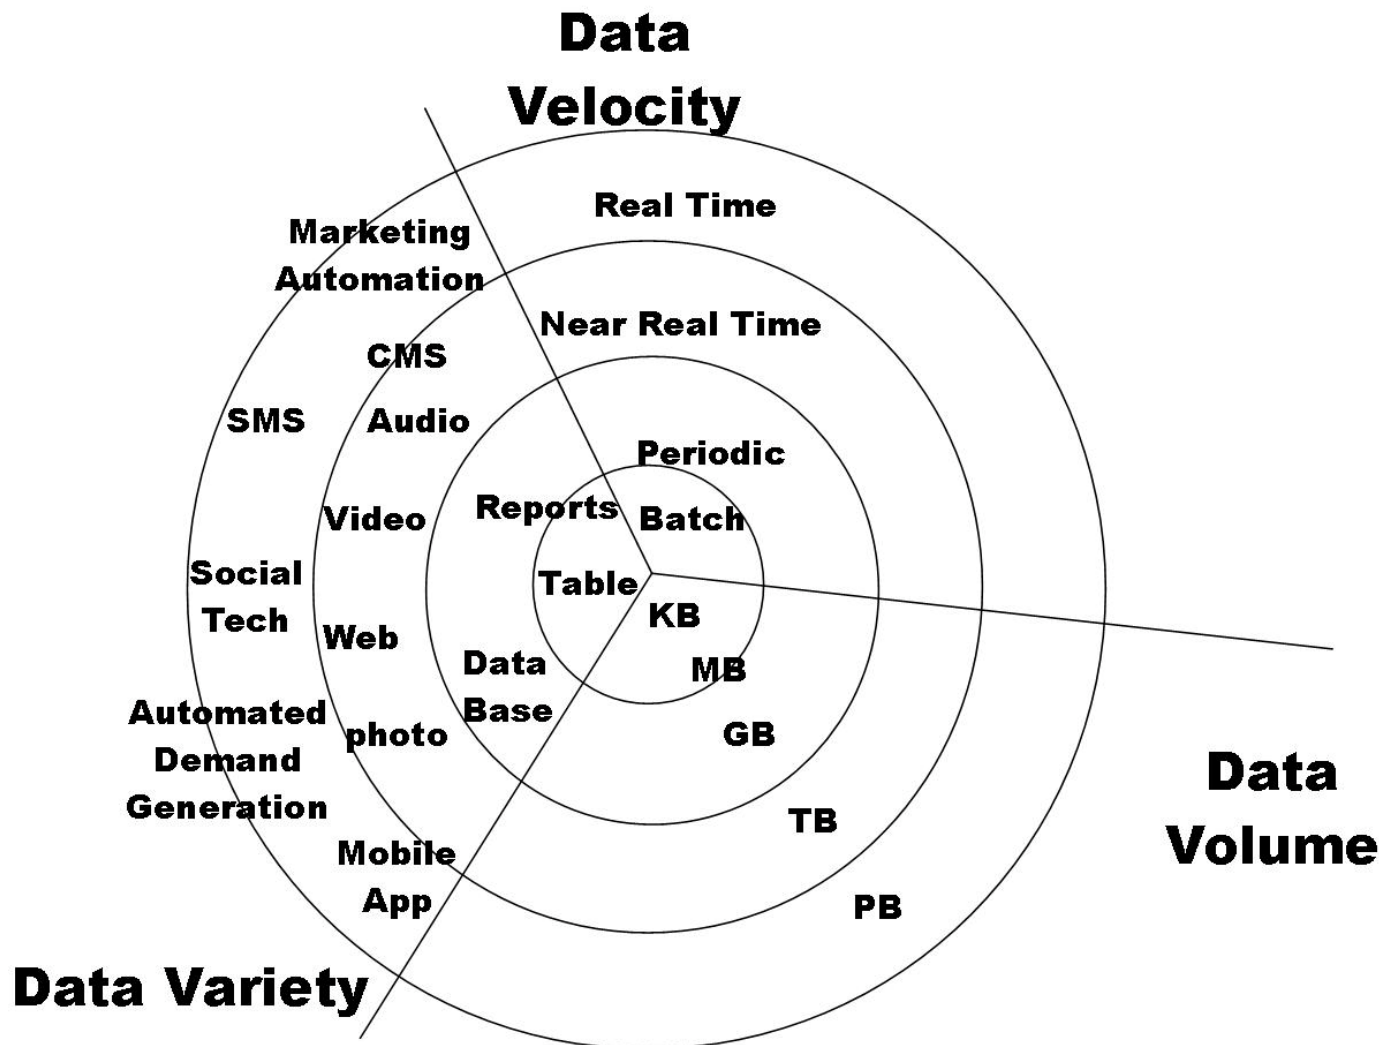 Data
Velocity
Real Time
Marketing
Automation
Near Real Time
CMS
SMS
Audio
Periodic
Reports
Batch
Video
Social
Tech
Table
KB
Web
Data
Base
MB
Automated
Demand
Generation
photo
GB
Data
Volume
TB
Mobile
App
PB
Data Variety